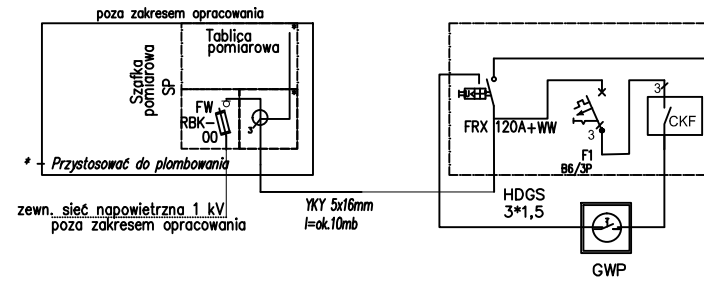 poza zakresem opracowania
Tablica
pomiarowa
*
Szafka
pomiarowa
SP
*
FW
RBK-
00
3
* - Przystosować do plombowania
zewn. sieć napowietrzna 1 kV
poza zakresem opracowania
YKY 5x16mm
l=ok.10mb
FRX 120A+WW
3
F1
B6/3P
3
CKF
HDGS
3*1,5
GWP